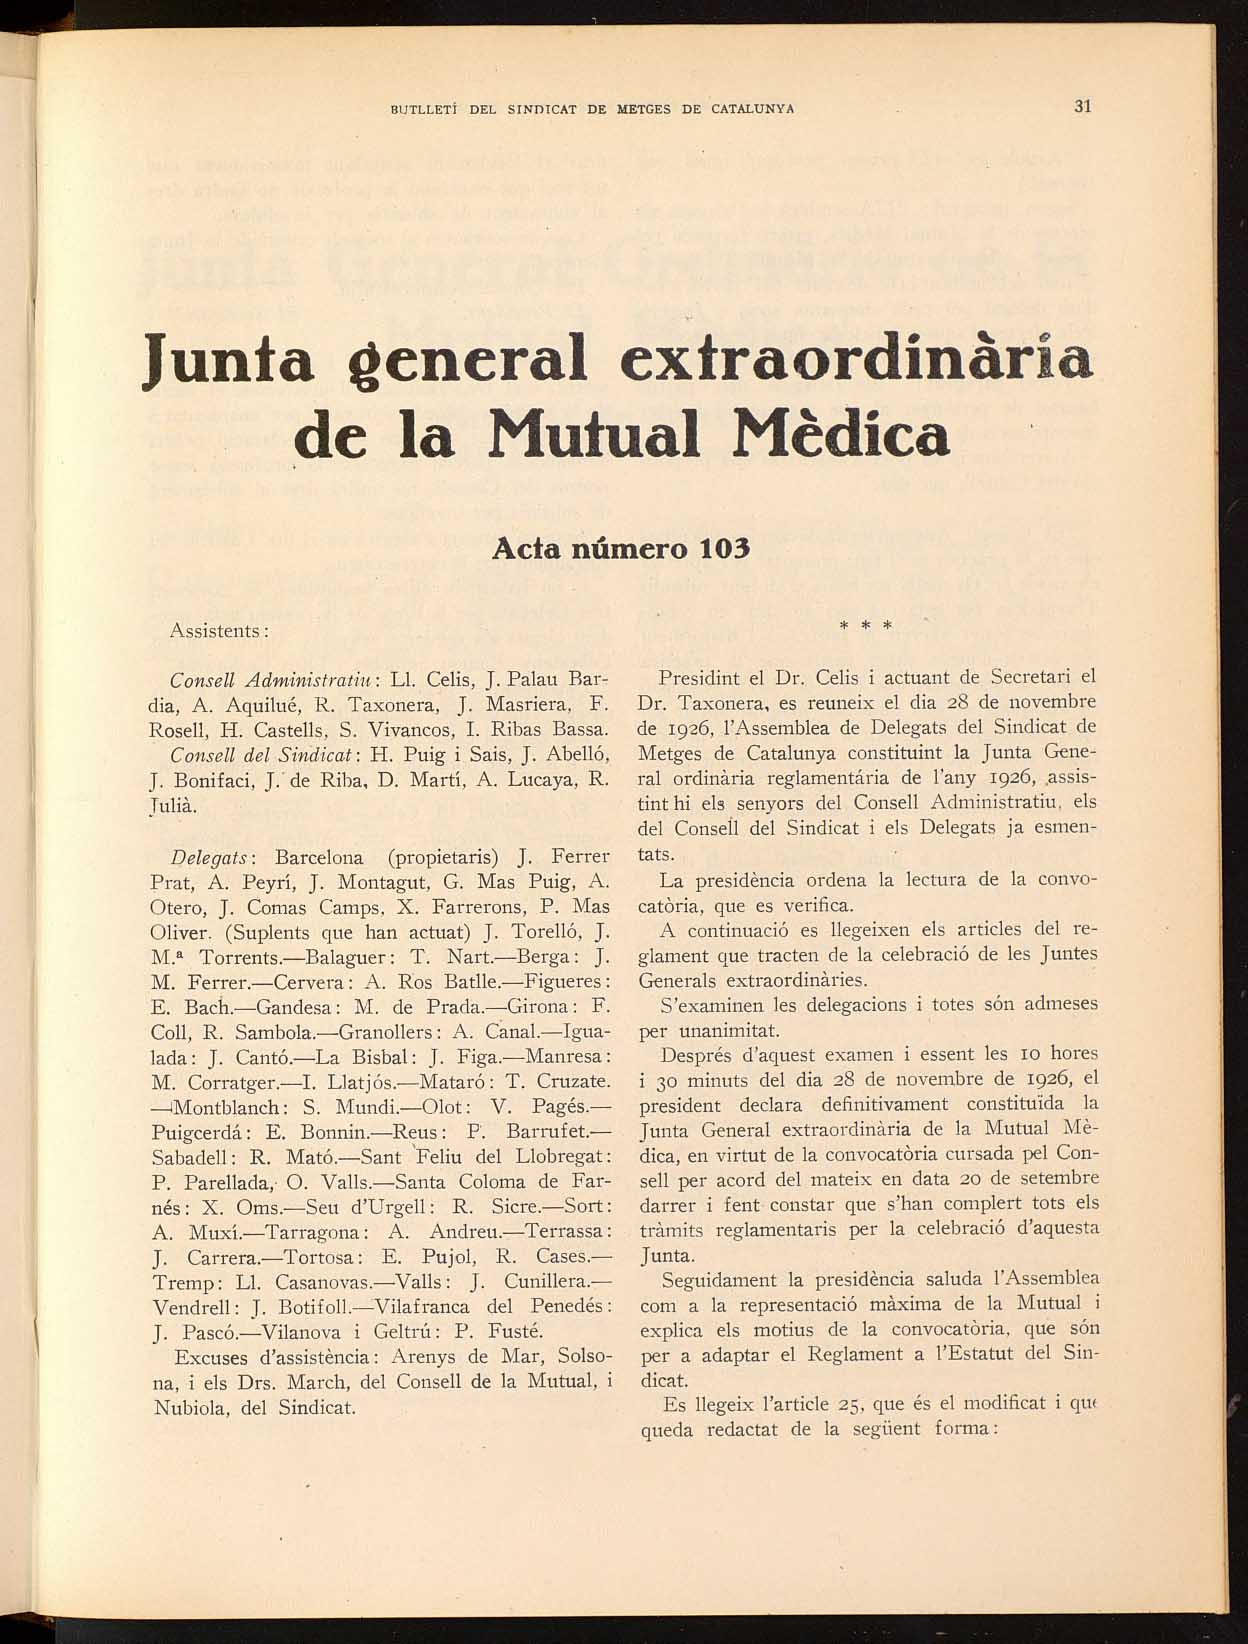 BUTLLETÍ DEL SINDICAT DE METGES DE CATALUNYA
31
Junta general extraordinària
de la Mutual Mèdica
Acta número 103
Assistents:
Consell Administratiu: Ll. Celis, J. Palau Bar-
dia, A. Aquilué, R. Taxonera, J. Masriera, F.
Rosell, H. Castells, S. Vivancos, I. Ribas Bassa.
Consell del Sindicat: H. Puig i Sais, J. Abelló,
J. Bonifaci, J. de Riba, D. Martí, A. Lucaya, R.
Julià.
Delegats: Barcelona (propietaris) J. Ferrer
Prat, A. Peyrí, J. Montagut, G. Mas Puig, A.
Otero, J. Comas Camps, X. Farrerons, P. Mas
Oliver. (Suplents que han actuat) J. Torelló, J.
M.ª Torrents.—Balaguer: T. Nart.—Berga: J.
M. Ferrer.—Cervera: A. Ros Batlle.—Figueres:
E. Bach.—Gandesa: M. de Prada.—Girona: F.
Coll, R. Sambola.—Granollers: A. Canal.—Igua-
lada: J. Cantó.—La Bisbal: J. Figa.—Manresa:
M. Corratger.—I. Llatjós.—Mataró: T. Cruzate.
—Montblanch: S. Mundi.—Olot: V. Pagés.—
Puigcerdá: E. Bonnin.—Reus: P. Barrufet.—
Sabadell: R. Mató.—Sant Feliu del Llobregat:
P. Parellada, O. Valls.—Santa Coloma de Far-
nés: X. Oms.—Seu d'Urgell: R. Sicre.—Sort:
A. Muxí.—Tarragona: A. Andreu.—Terrassa:
J. Carrera.—Tortosa: E. Pujol, R. Cases.—
Tremp: Ll. Casanovas.—Valls: J. Cunillera.—
Vendrell: J. Botifoll.—Vilafranca del Penedés:
J. Pascó.—Vilanova i Geltrú: P. Fusté.
Excuses d'assistència: Arenys de Mar, Solso-
na, i els Drs. March, del Consell de la Mutual, i
Nubiola, del Sindicat.
* * *
Presidint el Dr. Celis i actuant de Secretari el
Dr. Taxonera, es reuneix el dia 28 de novembre
de 1926, l'Assemblea de Delegats del Sindicat de
Metges de Catalunya constituint la Junta Gene-
ral ordinària reglamentária de l'any 1926, assis-
tint hi els senyors del Consell Administratiu, els
del Consell del Sindicat i els Delegats ja esmen-
tats.
La presidència ordena la lectura de la convo-
catòria, que es verifica.
A continuació es llegeixen els articles del re-
glament que tracten de la celebració de les Juntes
Generals extraordinàries.
S'examinen les delegacions i totes són admeses
per unanimitat.
Després d'aquest examen i essent les 10 hores
i 30 minuts del dia 28 de novembre de 1926, el
president declara definitivament constituïda la
Junta General extraordinària de la Mutual Mè-
dica, en virtut de la convocatòria cursada pel Con-
sell per acord del mateix en data 20 de setembre
darrer i fent constar que s'han complert tots els
tràmits reglamentaris per la celebració d'aquesta
Junta.
Seguidament la presidència saluda l'Assemblea
com a la representació màxima de la Mutual i
explica els motius de la convocatòria, que són
per a adaptar el Reglament a l'Estatut del Sin-
dicat.
Es llegeix l'article 25, que és el modificat i que
queda redactat de la següent forma: